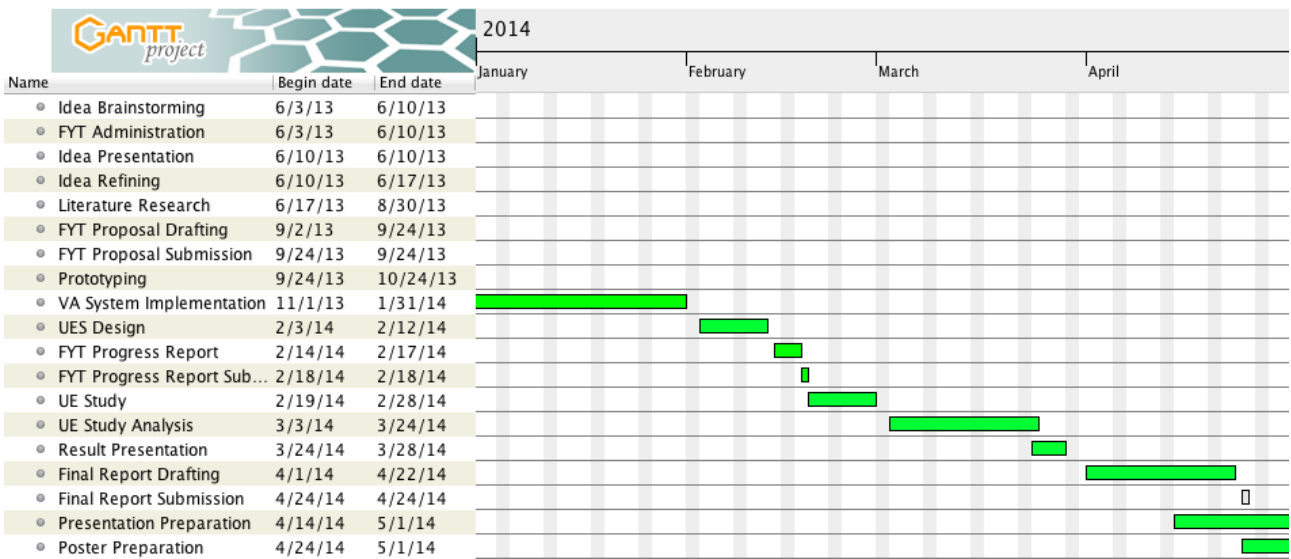 GANTT project
2014
January February March April
Name Begin date End date
Idea Brainstorming 6/3/13 6/10/13
FYT Administration 6/3/13 6/10/13
Idea Presentation 6/10/13 6/10/13
Idea Refining 6/10/13 6/17/13
Literature Research 6/17/13 8/30/13
FYT Proposal Drafting 9/2/13 9/24/13
FYT Proposal Submission 9/24/13 9/24/13
Prototyping 9/24/13 10/24/13
VA System Implementation 11/1/13 1/31/14
UES Design 2/3/14 2/12/14
FYT Progress Report 2/14/14 2/17/14
FYT Progress Report Sub... 2/18/14 2/18/14
UE Study 2/19/14 2/28/14
UE Study Analysis 3/3/14 3/24/14
Result Presentation 3/24/14 3/28/14
Final Report Drafting 4/1/14 4/22/14
Final Report Submission 4/24/14 4/24/14
Presentation Preparation 4/14/14 5/1/14
Poster Preparation 4/24/14 5/1/14